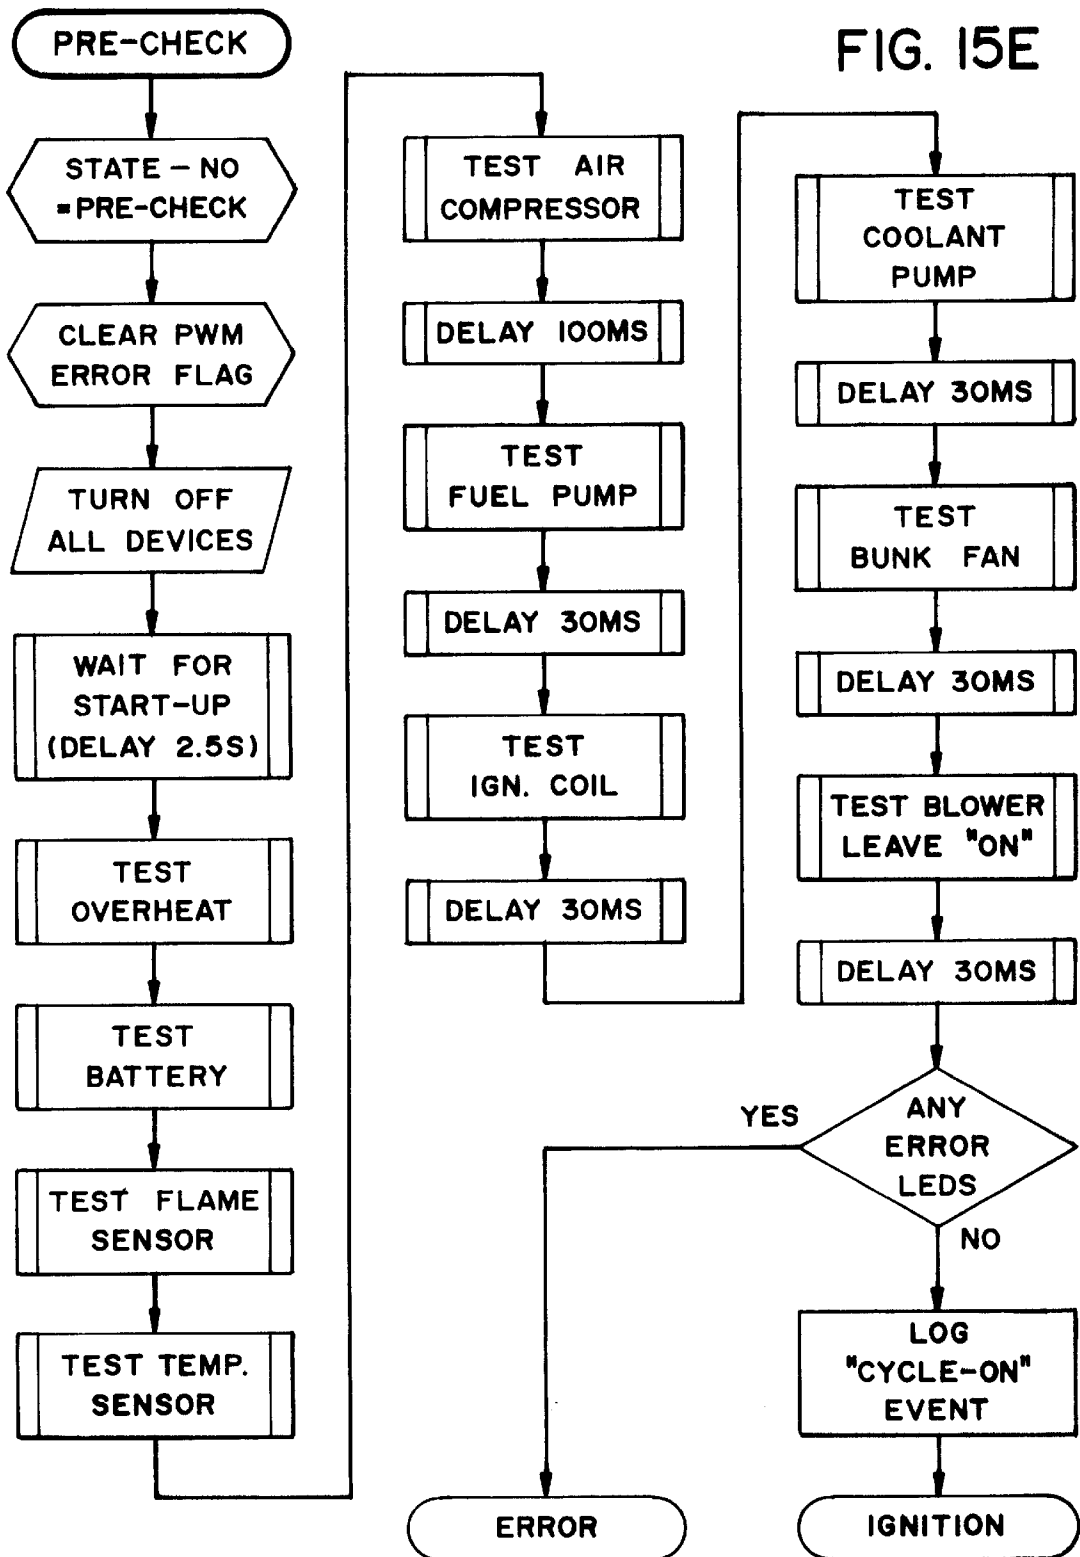 FIG. 15E
PRE-CHECK
STATE – NO
=PRE-CHECK
CLEAR PWM
ERROR FLAG
TURN OFF
ALL DEVICES
WAIT FOR
START-UP
(DELAY 2.5S)
TEST
OVERHEAT
TEST
BATTERY
TEST FLAME
SENSOR
TEST TEMP.
SENSOR
TEST AIR
COMPRESSOR
DELAY 100MS
TEST
FUEL PUMP
DELAY 30MS
TEST
IGN. COIL
DELAY 30MS
TEST
COOLANT
PUMP
DELAY 30MS
TEST
BUNK FAN
DELAY 30MS
TEST BLOWER
LEAVE "ON"
DELAY 30MS
ANY
ERROR
LEDS
YES
NO
LOG
"CYCLE-ON"
EVENT
ERROR
IGNITION